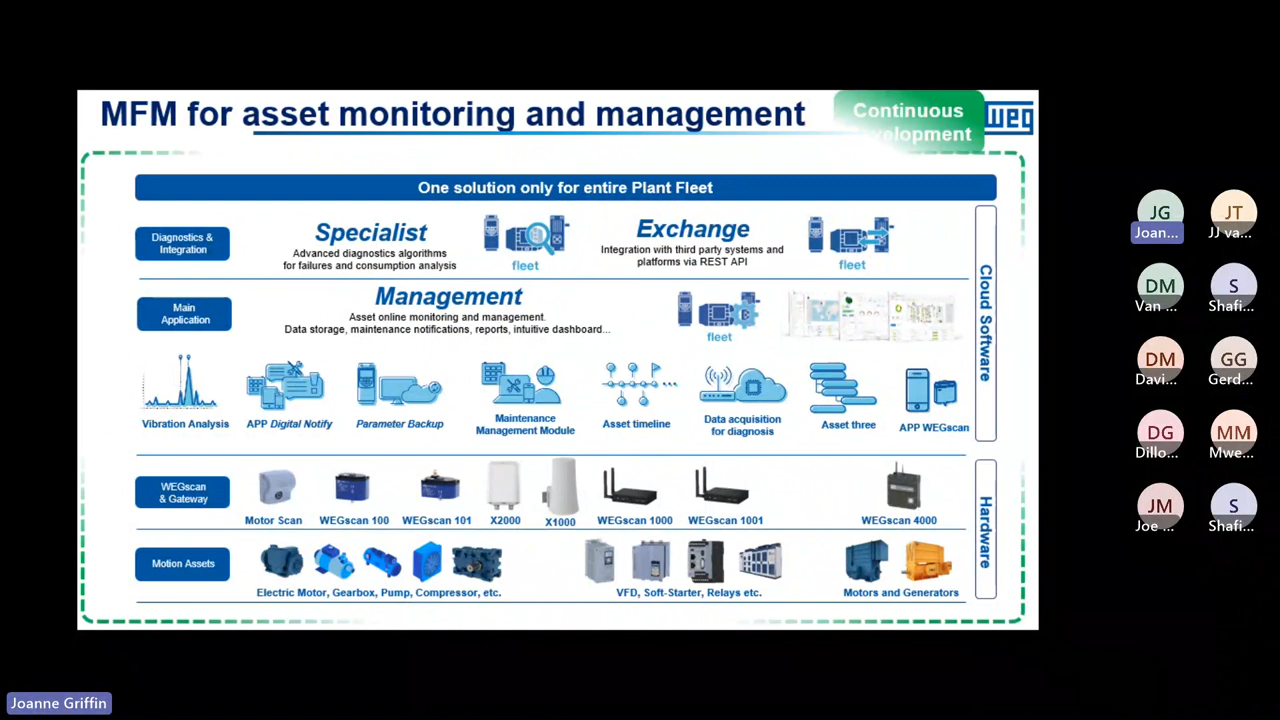 MFM for asset monitoring and management
Continuous
weg
One solution only for entire Plant Fleet
Diagnostics &
Integration
Specialist
Advanced diagnostics algorithms
for failures and consumption analysis
fleet
Exchange
Integration with third party systems and
platforms via REST API
fleet
Main
Application
Management
Asset online monitoring and management.
Data storage, maintenance notifications, reports, intuitive dashboard...
fleet
Cloud Software
Vibration Analysis
APP Digital Notify
Parameter Backup
Maintenance
Management Module
Asset timeline
Data acquisition
for diagnosis
Asset three
APP WEGscan
WEGscan
& Gateway
Motor Scan
WEGscan 100
WEGscan 101
X2000
X1000
WEGscan 1000
WEGscan 1001
WEGscan 4000
Hardware
Motion Assets
Electric Motor, Gearbox, Pump, Compressor, etc.
VFD, Soft-Starter, Relays etc.
Motors and Generators
JG
Joan...
JT
JJ va...
DM
Van ...
S
Shafi...
DM
Davi...
GG
Gerd...
DG
Dillo...
MM
Mwe...
JM
Joe ...
S
Shafi...
Joanne Griffin